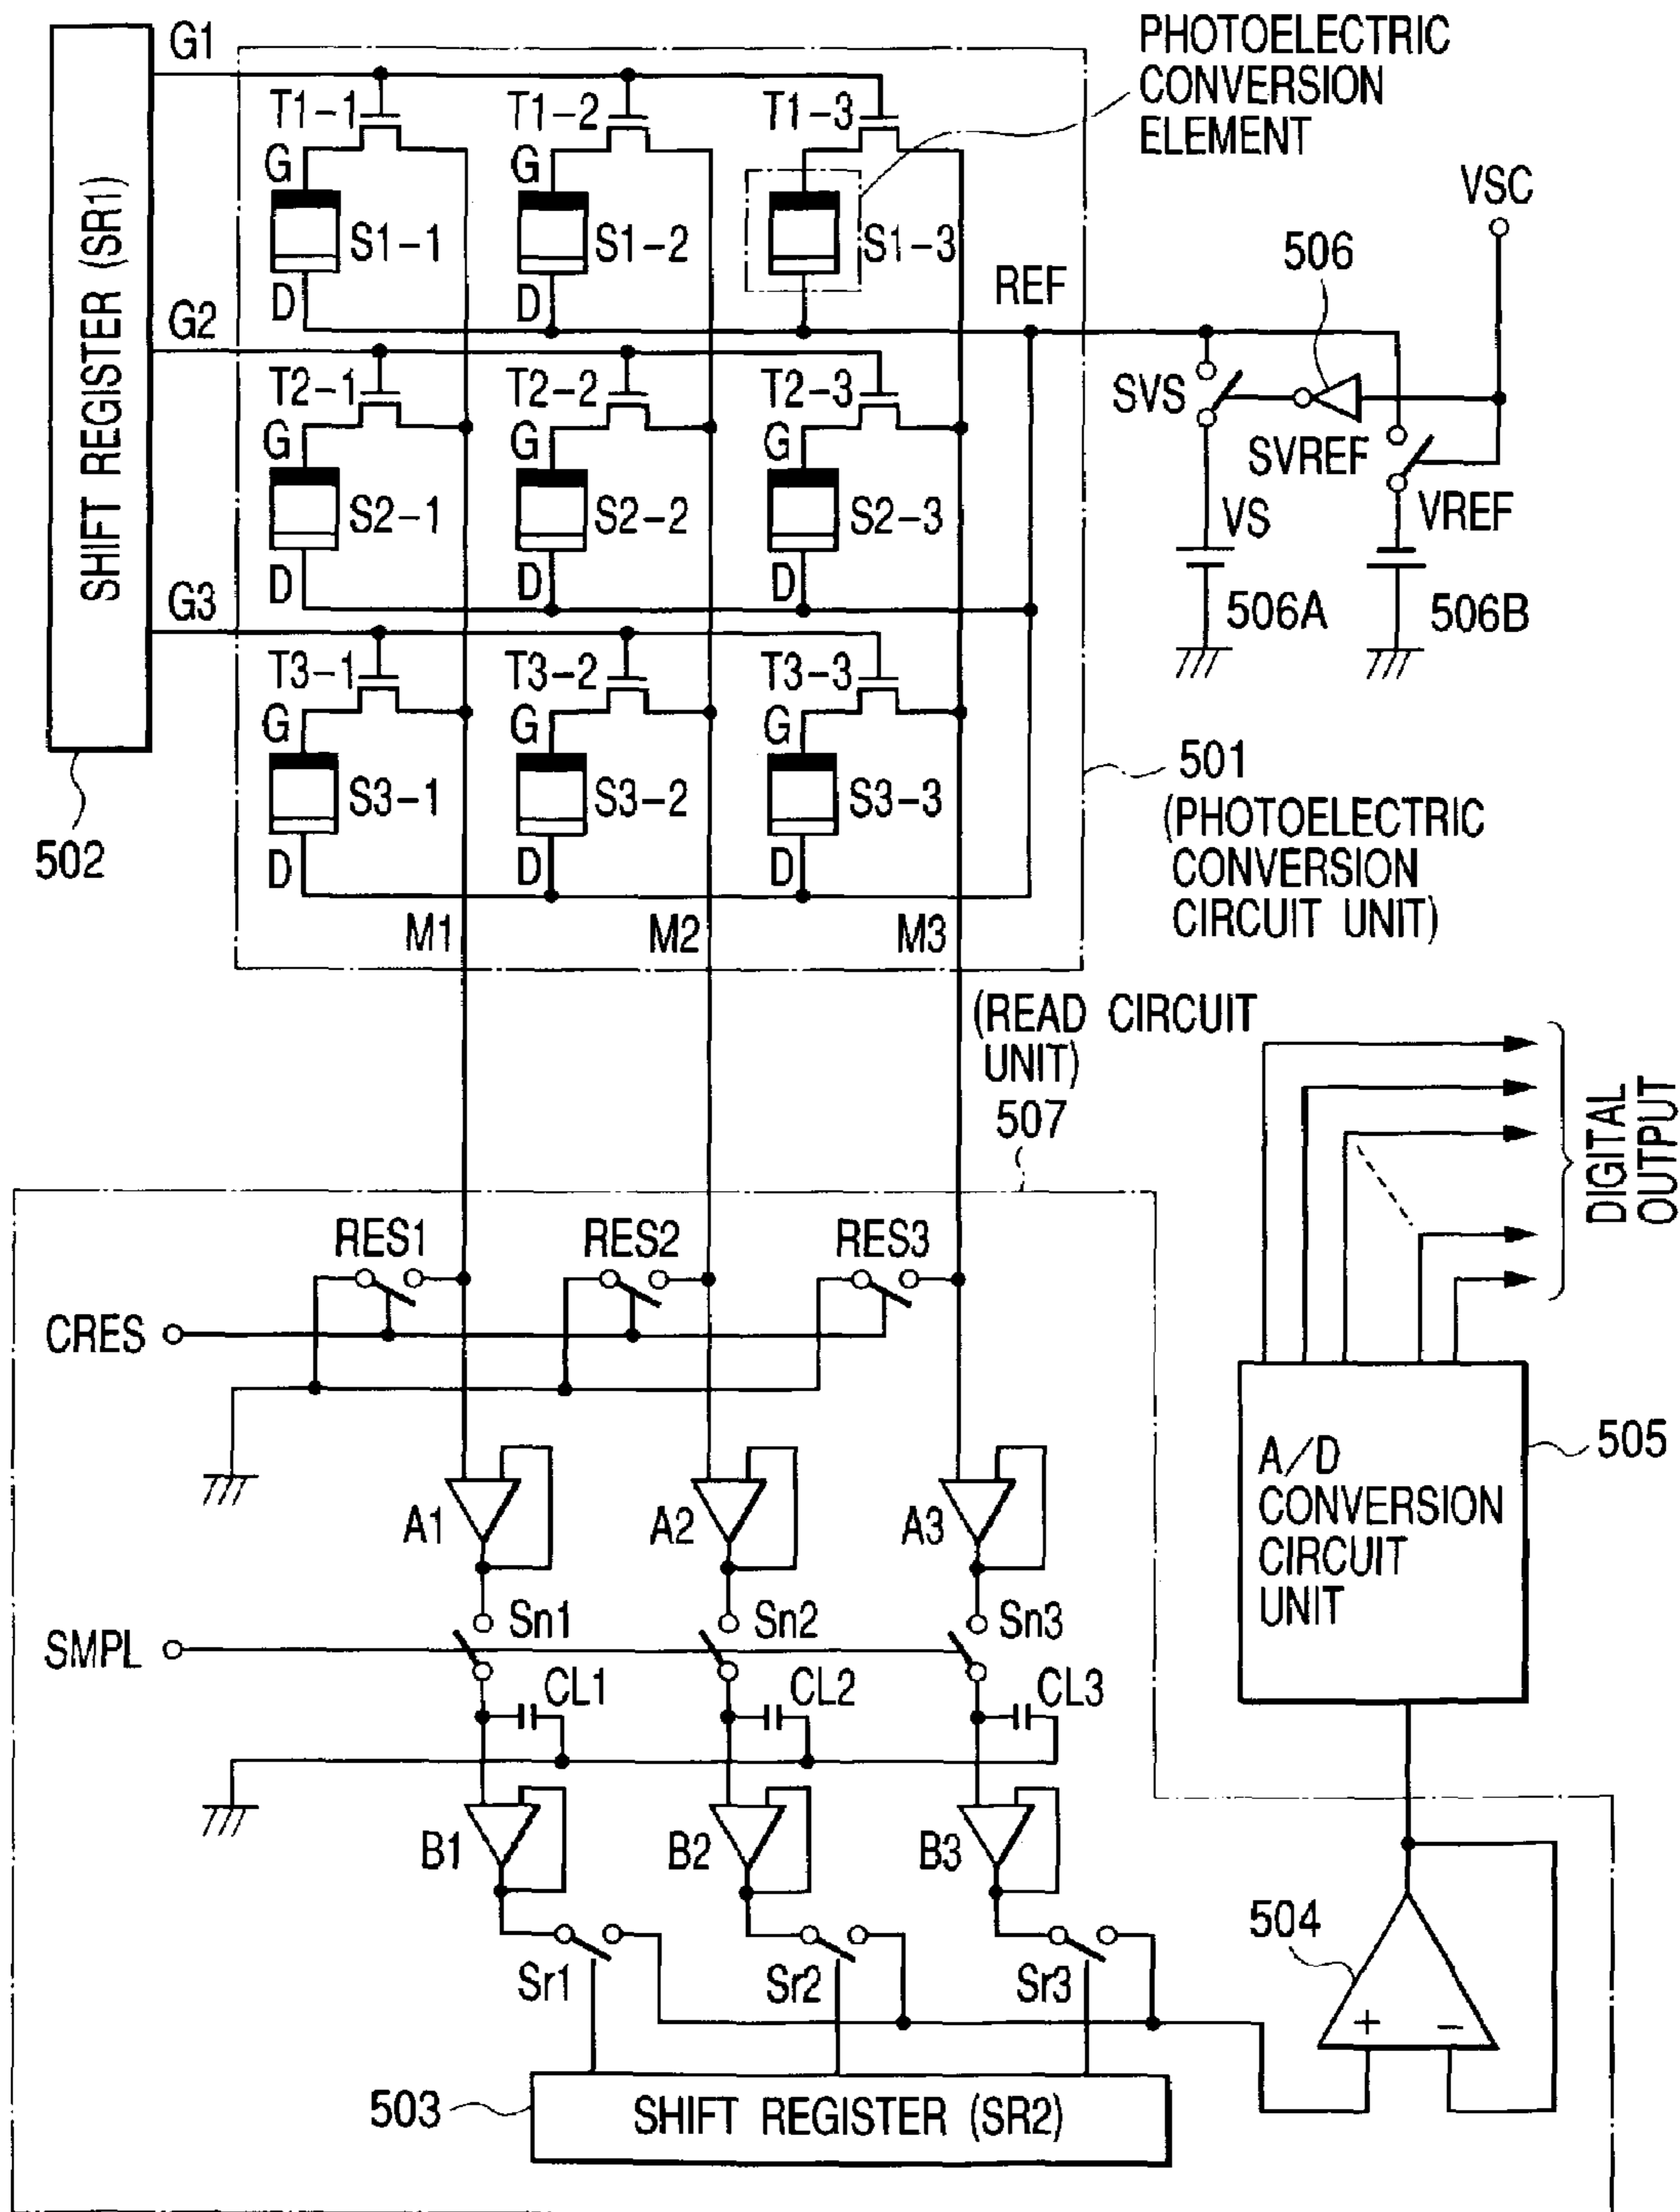 G1
PHOTOELECTRIC
CONVERSION
ELEMENT
T1-1
T1-2
T1-3
G
G
VSC
SHIFT REGISTER (SR1)
S1-1
S1-2
S1-3
506
REF
D
D
G2
T2-1
T2-2
T2-3
SVS
G
G
G
SVREF
S2-1
S2-2
S2-3
VS
VREF
D
D
D
G3
506A
506B
T3-1
T3-2
T3-3
G
G
G
501
S3-1
S3-2
S3-3
(PHOTOELECTRIC
CONVERSION
CIRCUIT UNIT)
502
D
D
D
M1
M2
M3
(READ CIRCUIT
UNIT)
507
DIGITAL
OUTPUT
RES1
RES2
RES3
CRES
A/D
CONVERSION
CIRCUIT
UNIT
505
A1
A2
A3
Sn1
Sn2
Sn3
SMPL
CL1
CL2
CL3
B1
B2
B3
504
Sr1
Sr2
Sr3
+ −
503
SHIFT REGISTER (SR2)